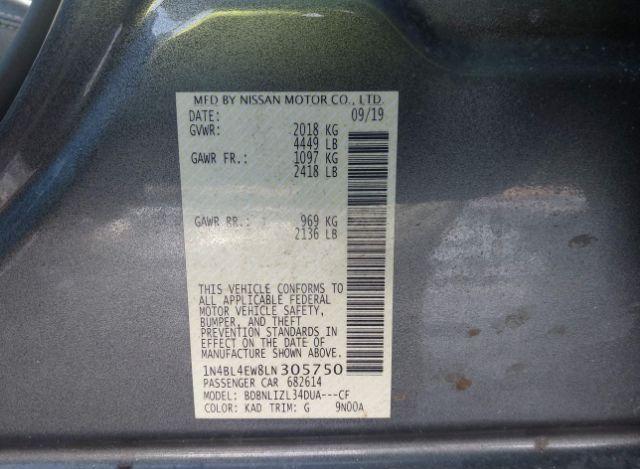 MFD BY NISSAN MOTOR CO., LTD.
DATE: 09/19
GVWR: 2018 KG
4449 LB
GAWR FR.: 1097 KG
2418 LB
GAWR RR.: 969 KG
2136 LB
THIS VEHICLE CONFORMS TO
ALL APPLICABLE FEDERAL
MOTOR VEHICLE SAFETY,
BUMPER, AND THEFT
PREVENTION STANDARDS IN
EFFECT ON THE DATE OF
MANUFACTURE SHOWN ABOVE.
1N4BL4EW8LN305750
PASSENGER CAR 682614
MODEL: BDBNLIZL34DUA---CF
COLOR: KAD TRIM: G 9N00A